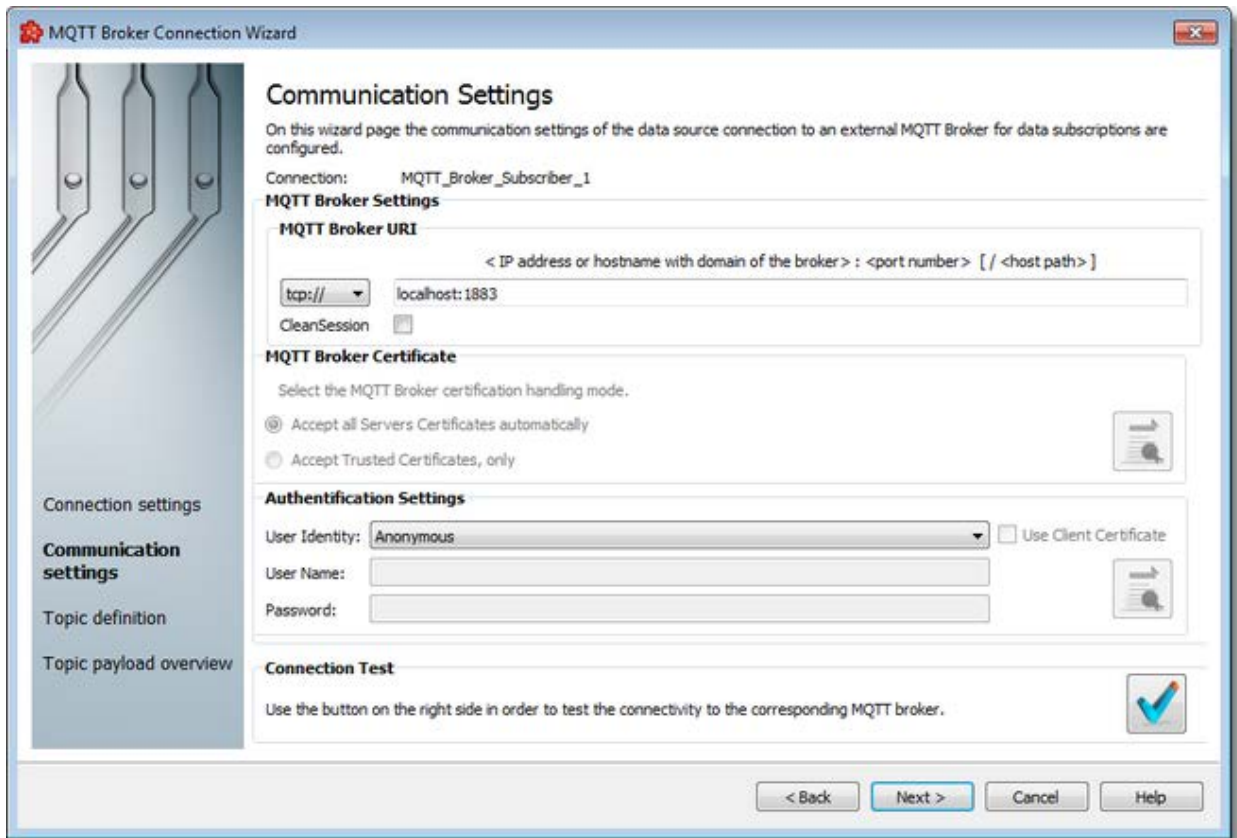 MQTT Broker Connection Wizard
Communication Settings
On this wizard page the communication settings of the data source connection to an external MQTT Broker for data subscriptions are
configured.
Connection: MQTT_Broker_Subscriber_1
MQTT Broker Settings
MQTT Broker URI
< IP address or hostname with domain of the broker> : <port number> [ / <host path> ]
tcp:// localhost:1883
CleanSession
MQTT Broker Certificate
Select the MQTT Broker certification handling mode.
Accept all Servers Certificates automatically
Accept Trusted Certificates, only
Authentification Settings
User Identity: Anonymous Use Client Certificate
User Name:
Password:
Connection Test
Use the button on the right side in order to test the connectivity to the corresponding MQTT broker.
Connection settings
Communication
settings
Topic definition
Topic payload overview
< Back Next > Cancel Help